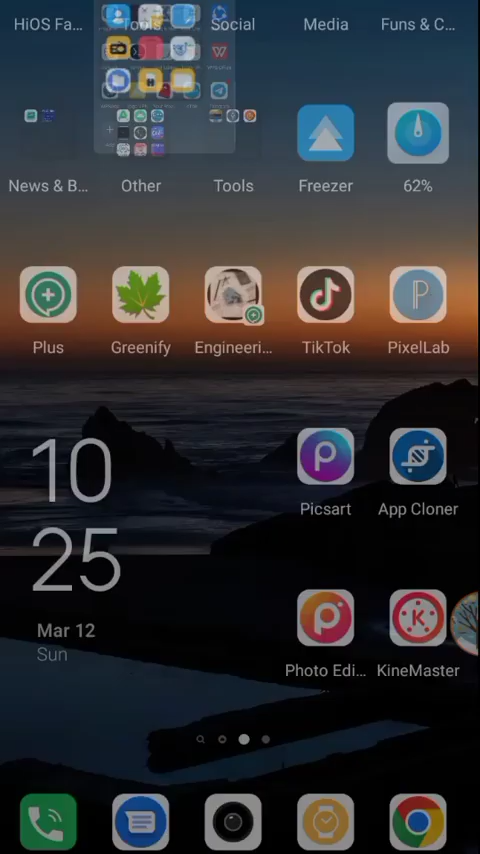 HiOS Fa...
Tools
Social
Media
Funs & C...
News & B...
Other
Tools
Freezer
62%
Plus
Greenify
Engineeri...
TikTok
PixelLab
Picsart
App Cloner
10
25
Mar 12
Sun
Photo Edi...
KineMaster